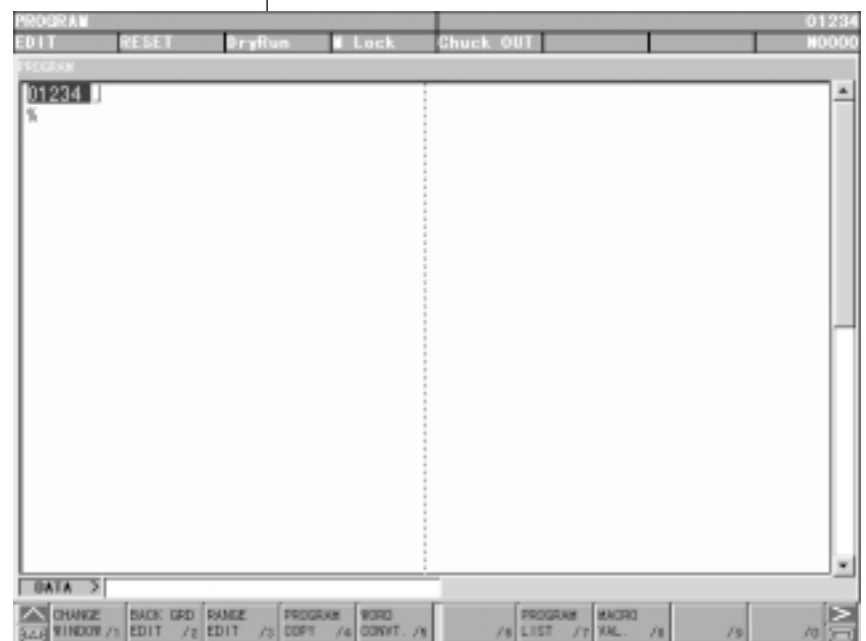 PROGRAM O1234
EDIT RESET DryRun M Lock Chuck OUT N0000
PROGRAM
O1234 ;
%
DATA >
CHANGE WINDOW /1 BACK GRD EDIT /2 RANGE EDIT /3 PROGRAM COPY /4 WORD CONVT. /5 /6 PROGRAM LIST /7 MACRO VAL. /8 /9 /0 >